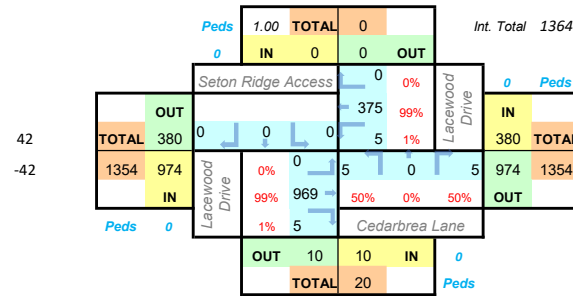 Peds 1.00 TOTAL 0 Int. Total 1364
0 IN 0 0 OUT
Seton Ridge Access 0 0% Lacewood Drive 0 Peds
OUT 375 99% IN
42 TOTAL 380 0 0 0 5 1% 380 TOTAL
-42 1354 974 Lacewood Drive 0% 0 5 0 5 974 1354
IN 99% 969 50% 0% 50% OUT
Peds 0 1% 5 Cedarbrea Lane
OUT 10 10 IN 0
TOTAL 20 Peds